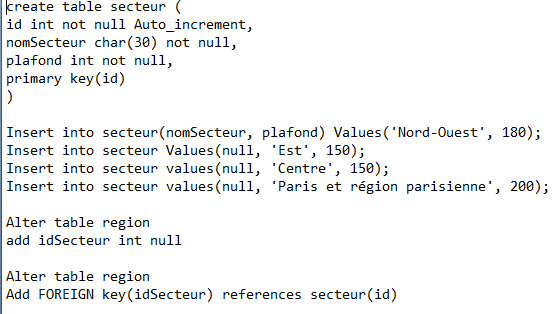 create table secteur (
id int not null Auto_increment,
nomSecteur char(30) not null,
plafond int not null,
primary key(id)
)
Insert into secteur(nomSecteur, plafond) Values('Nord-Ouest', 180);
Insert into secteur Values(null, 'Est', 150);
Insert into secteur values(null, 'Centre', 150);
Insert into secteur values(null, 'Paris et région parisienne', 200);
Alter table region
add idSecteur int null
Alter table region
Add FOREIGN key(idSecteur) references secteur(id)